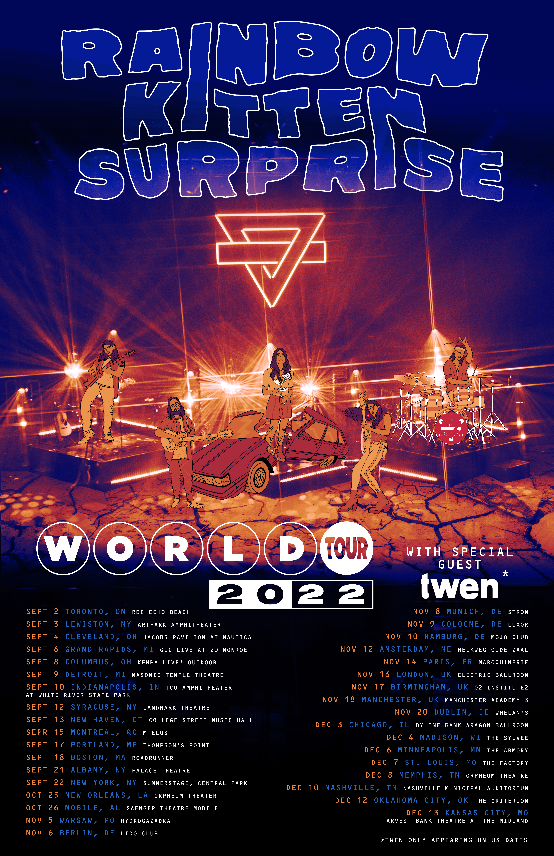 RAINBOW
KITTEN
SURPRISE
WORLD TOUR
2022
WITH SPECIAL
GUEST
twen*
SEPT 2 TORONTO, ON RBC ECHO BEACH
SEPT 3 LEWISTON, NY ARTPARK AMPHITHEATER
SEPT 4 CLEVELAND, OH JACOBS PAVILION AT NAUTICA
SEPT 6 GRAND RAPIDS, MI GLC LIVE AT 20 MONROE
SEPT 8 COLUMBUS, OH KEMBA LIVE! OUTDOOR
SEPT 9 DETROIT, MI MASONIC TEMPLE THEATRE
SEPT 10 INDIANAPOLIS, IN TCU AMPHITHEATER
AT WHITE RIVER STATE PARK
SEPT 12 SYRACUSE, NY LANDMARK THEATRE
SEPT 13 NEW HAVEN, CT COLLEGE STREET MUSIC HALL
SEPR 15 MONTREAL, QC MTELUS
SEPT 17 PORTLAND, ME THOMPSON'S POINT
SEPT 18 BOSTON, MA ROADRUNNER
SEPT 21 ALBANY, NY PALACE THEATRE
SEPT 22 NEW YORK, NY SUMMERSTAGE, CENTRAL PARK
OCT 25 NEW ORLEANS, LA ORPHEUM THEATER
OCT 26 MOBILE, AL SAENGER THEATRE MOBILE
NOV 5 WARSAW, PO HYDROZAGADKA
NOV 6 BERLIN, DE LIDO CLUB
NOV 8 MUNICH, DE STROM
NOV 9 COLOGNE, DE LUXOR
NOV 10 HAMBURG, DE MOJO CLUB
NOV 12 AMSTERDAM, NE MELKWEG OUDE ZAAL
NOV 14 PARIS, FR MAROQUINERIE
NOV 16 LONDON, UK ELECTRIC BALLROOM
NOV 17 BIRMINGHAM, UK O2 INSTITUTE2
NOV 18 MANCHESTER, UK MANCHESTER ACADEMY 3
NOV 20 DUBLIN, IE WHELAN'S
DEC 3 CHICAGO, IL BYLINE BANK ARAGON BALLROOM
DEC 4 MADISON, WI THE SYLVEE
DEC 6 MINNEAPOLIS, MN THE ARMORY
DEC 7 ST. LOUIS, MO THE FACTORY
DEC 8 MEMPHIS, TN ORPHEUM THEATRE
DEC 10 NASHVILLE, TN NASHVILLE MUNICIPAL AUDITORIUM
DEC 12 OKLAHOMA CITY, OK THE CRITERION
DEC 13 KANSAS CITY, MO
ARVEST BANK THEATRE AT THE MIDLAND
*TWEN ONLY APPEARING ON US DATES